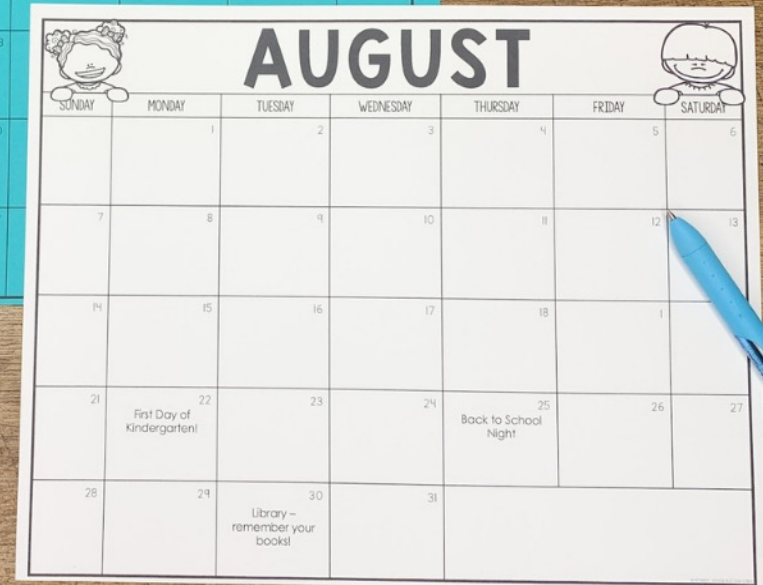 AUGUST
SUNDAY MONDAY TUESDAY WEDNESDAY THURSDAY FRIDAY SATURDAY
1 2 3 4 5 6
7 8 9 10 11 12 13
14 15 16 17 18 1
21 22 23 24 25 26 27
First Day of
Kindergarten!
Back to School
Night
28 29 30 31
Library –
remember your
books!